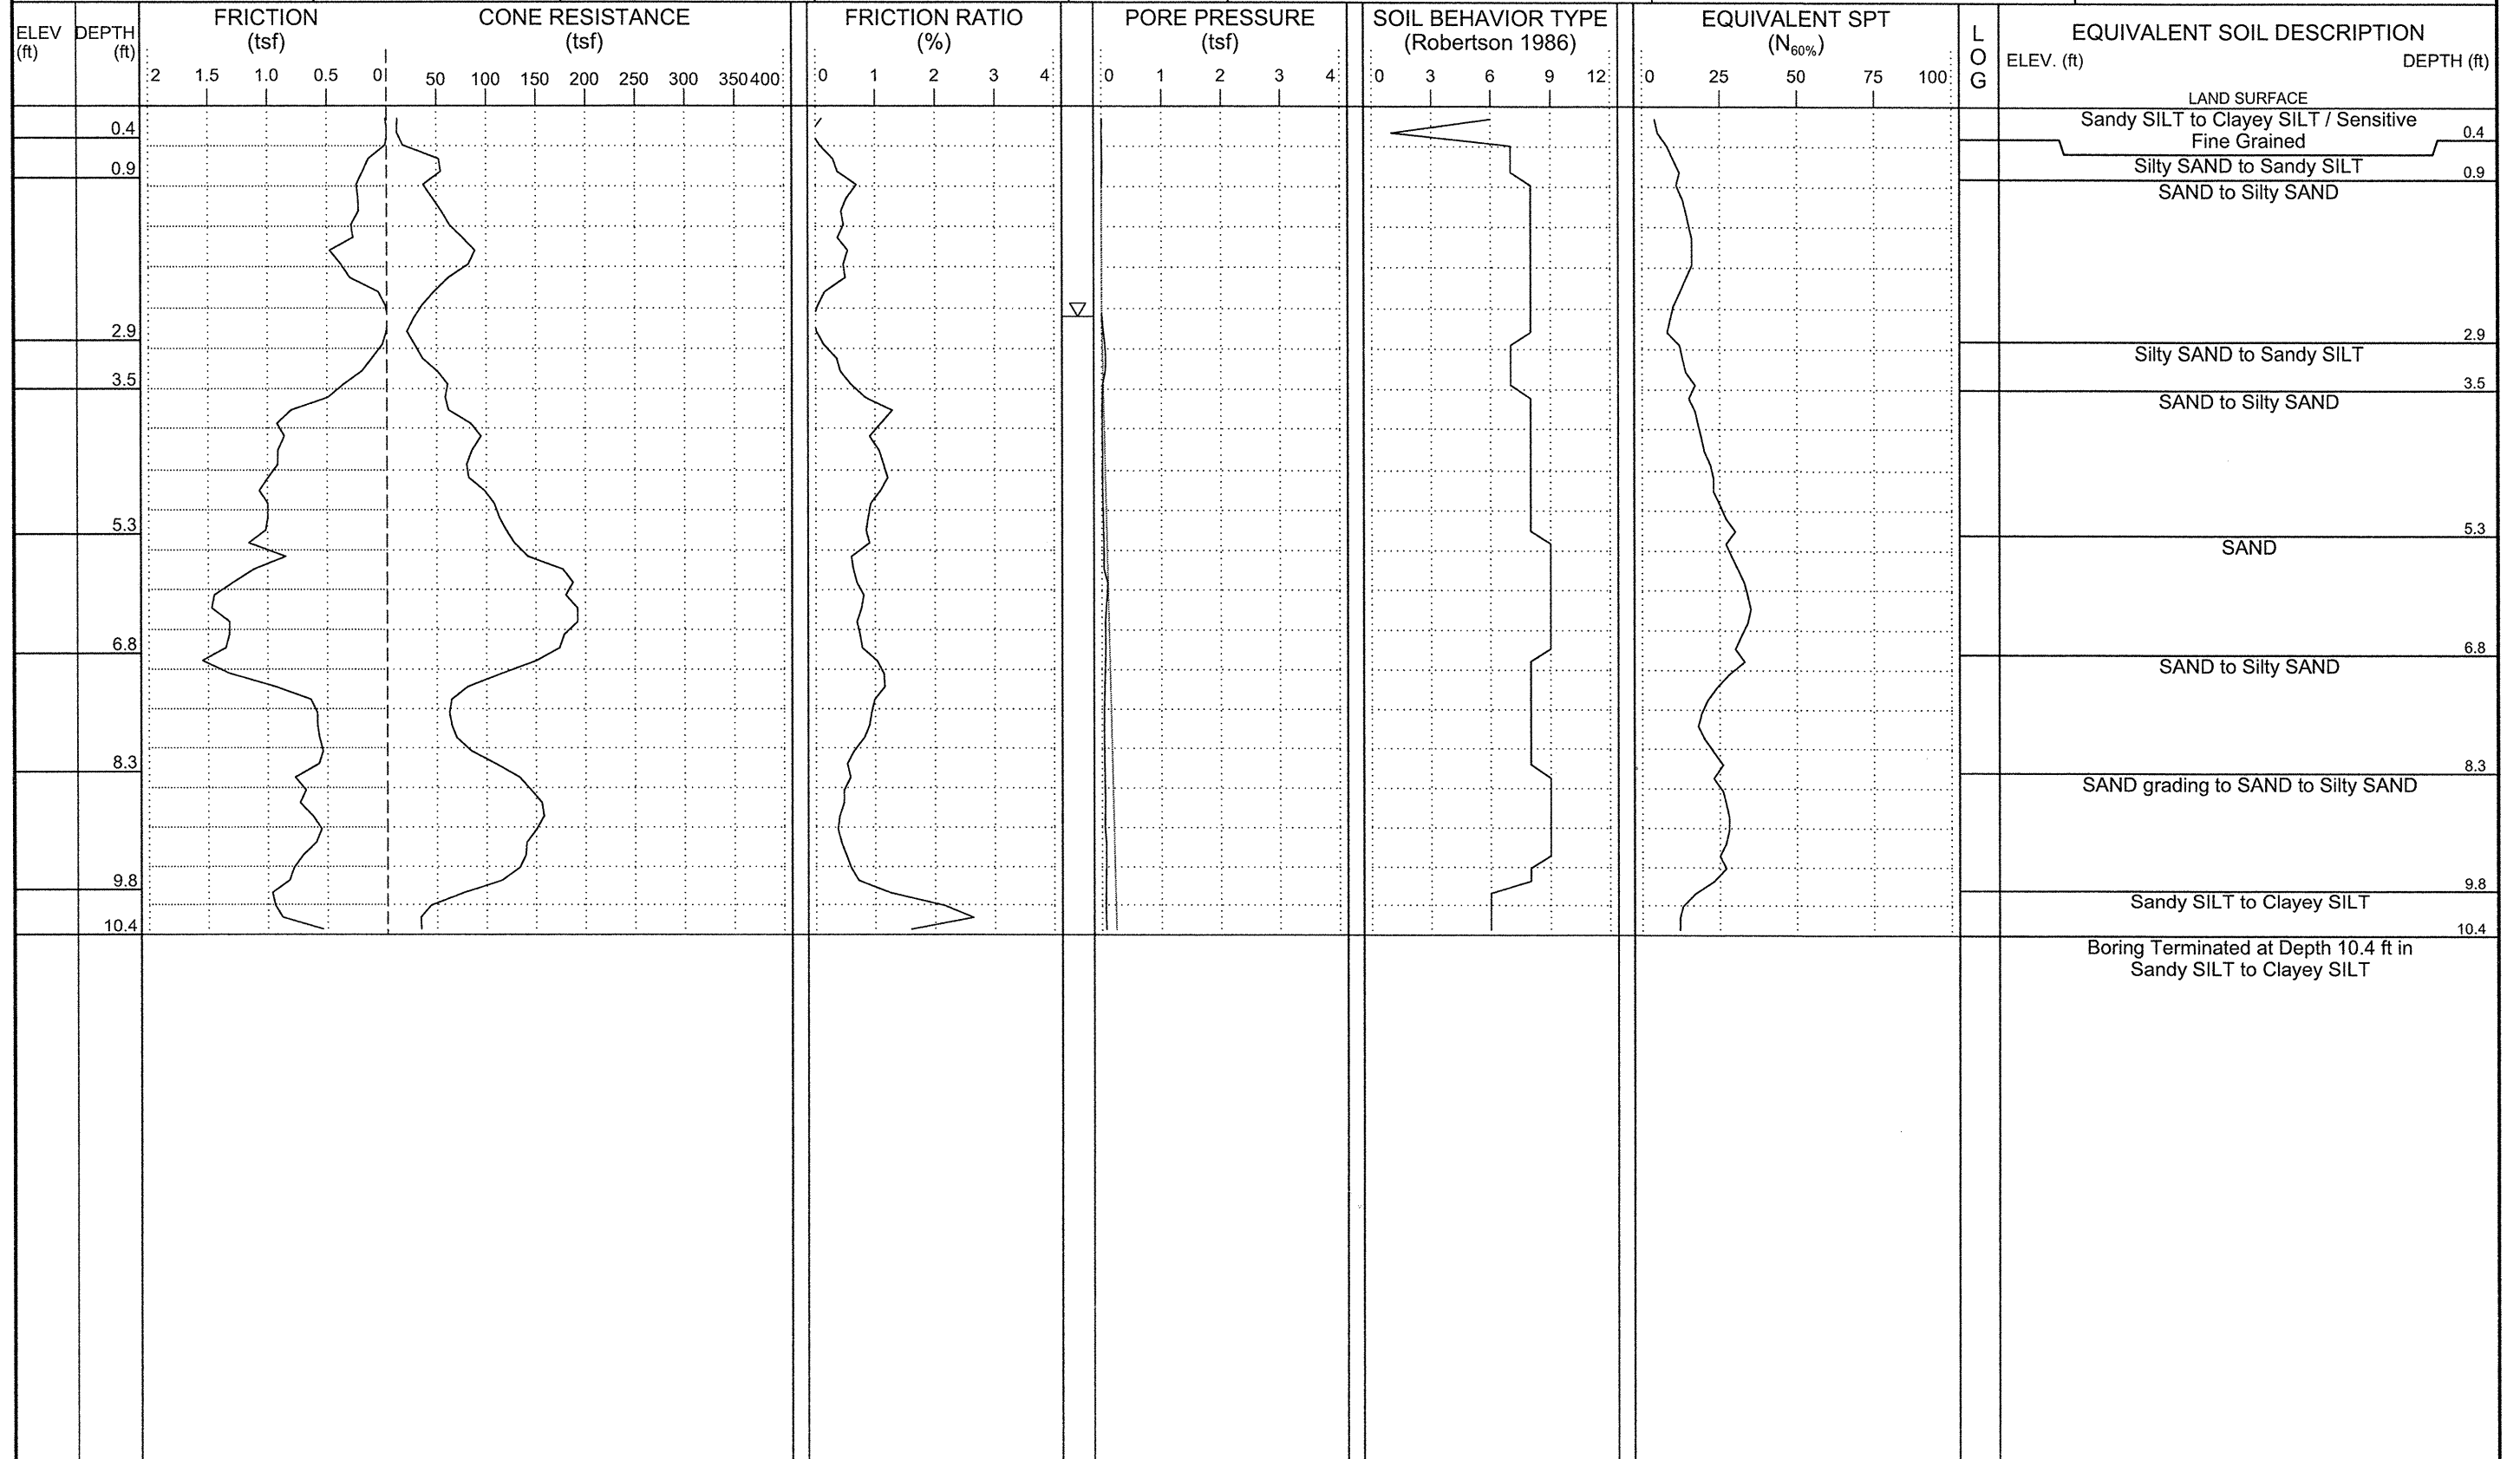 ELEV
(ft)
DEPTH
(ft)
FRICTION
(tsf)
2 1.5 1.0 0.5 0
CONE RESISTANCE
(tsf)
50 100 150 200 250 300 350 400
FRICTION RATIO
(%)
0 1 2 3 4
PORE PRESSURE
(tsf)
0 1 2 3 4
SOIL BEHAVIOR TYPE
(Robertson 1986)
0 3 6 9 12
EQUIVALENT SPT
(N60%)
0 25 50 75 100
L
O
G
EQUIVALENT SOIL DESCRIPTION
ELEV. (ft) DEPTH (ft)
LAND SURFACE
0.4
0.9
2.9
3.5
5.3
6.8
8.3
9.8
10.4
Sandy SILT to Clayey SILT / Sensitive
Fine Grained
0.4
Silty SAND to Sandy SILT
0.9
SAND to Silty SAND
2.9
Silty SAND to Sandy SILT
3.5
SAND to Silty SAND
5.3
SAND
6.8
SAND to Silty SAND
8.3
SAND grading to SAND to Silty SAND
9.8
Sandy SILT to Clayey SILT
10.4
Boring Terminated at Depth 10.4 ft in
Sandy SILT to Clayey SILT